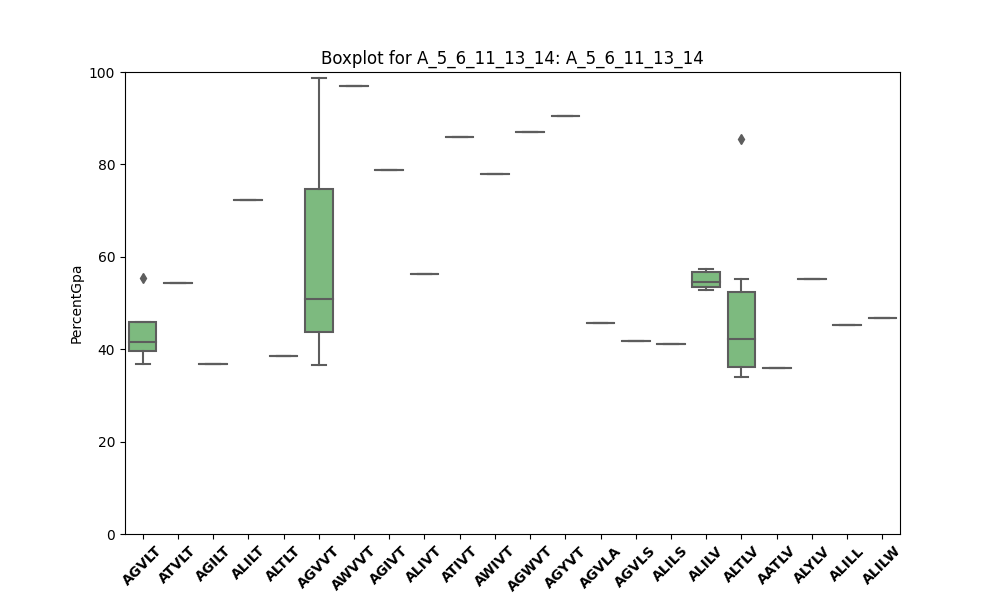 Boxplot for A_5_6_11_13_14: A_5_6_11_13_14
100
80
60
40
20
0
PercentGpa
AGVLT
ATVLT
AGILT
ALILT
ALTLT
AGVVT
AWVVT
AGIVT
ALIVT
ATIVT
AWIVT
AGWVT
AGYVT
AGVLA
AGVLS
ALILS
ALILV
ALTLV
AATLV
ALYLV
ALILL
ALILW